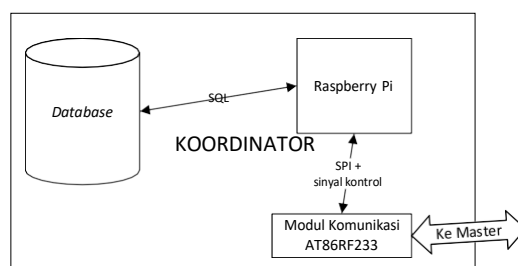 Database
SQL
Raspberry Pi
KOORDINATOR
SPI +
sinyal kontrol
Modul Komunikasi
AT86RF233
Ke Master